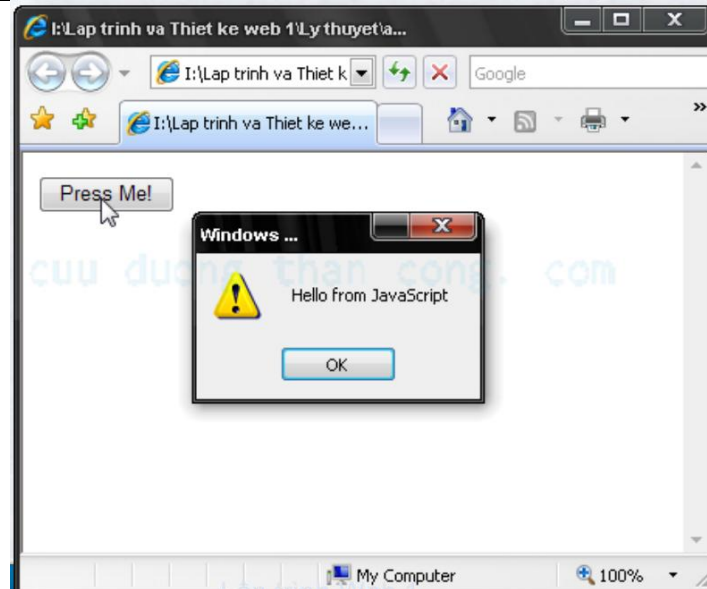 I:\Lap trinh va Thiet ke web 1\Ly thuyet\a...
I:\Lap trinh va Thiet k
Google
I:\Lap trinh va Thiet ke we...
»
Press Me!
Windows ...
cuu duong than cong. com
Hello from JavaScript
OK
My Computer
100%